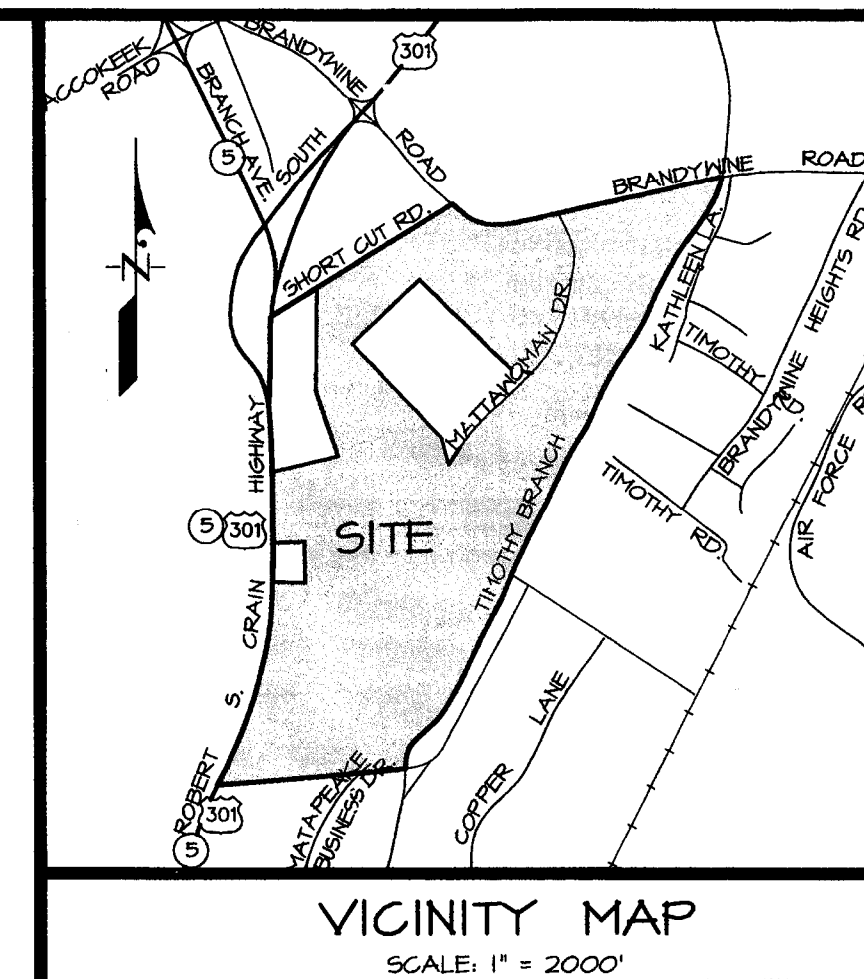 BRANDYWINE
301
ACCOKEEK
ROAD
BRANCH AVE.
5
SOUTH
ROAD
BRANDYWINE
ROAD
SHORT CUT RD.
KATHLEEN LA.
BRANDYWINE HEIGHTS RD.
N
MATTAWOMAN DR.
TIMOTHY
HIGHWAY
TIMOTHY BRANCH
TIMOTHY RD.
AIR FORCE
5
301
SITE
CRAIN
S.
LANE
COPPER
ROBERT
301
5
MATAPEAKE
BUSINESS DR.
VICINITY MAP
SCALE: 1" = 2000'